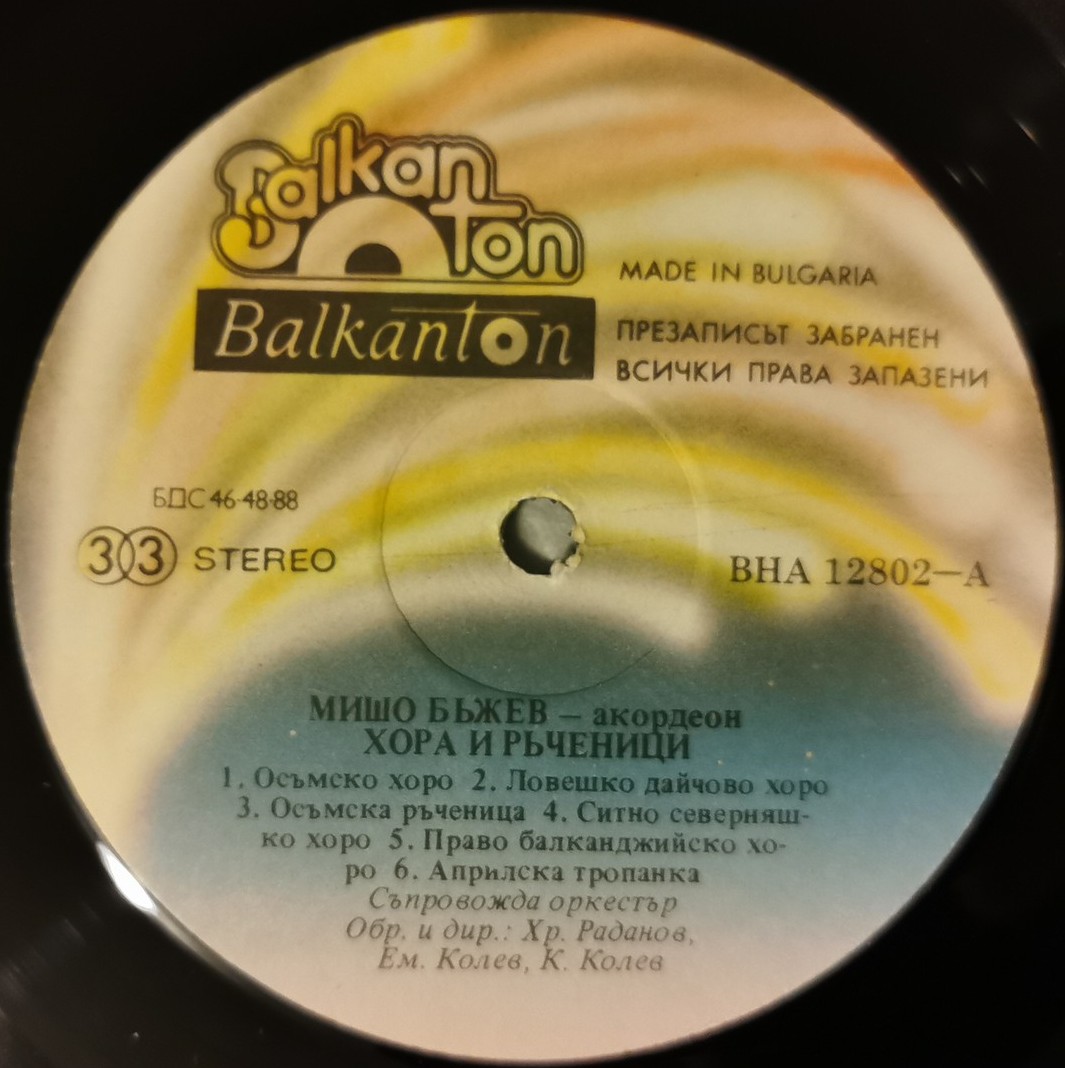 Balkan
ton
Balkanton
MADE IN BULGARIA
ПРЕЗАПИСЪТ ЗАБРАНЕН
ВСИЧКИ ПРАВА ЗАПАЗЕНИ
БДС 46-48-88
33 STEREO
ВНА 12802–А
МИШО БЪЖЕВ – акордеон
ХОРА И РЪЧЕНИЦИ
1. Осъмско хоро 2. Ловешко дайчово хоро
3. Осъмска ръченица 4. Ситно северняш-
ко хоро 5. Право балканджийско хо-
ро 6. Априлска тропанка
Съпровожда оркестър
Обр. и дир.: Хр. Раданов,
Ем. Колев, К. Колев